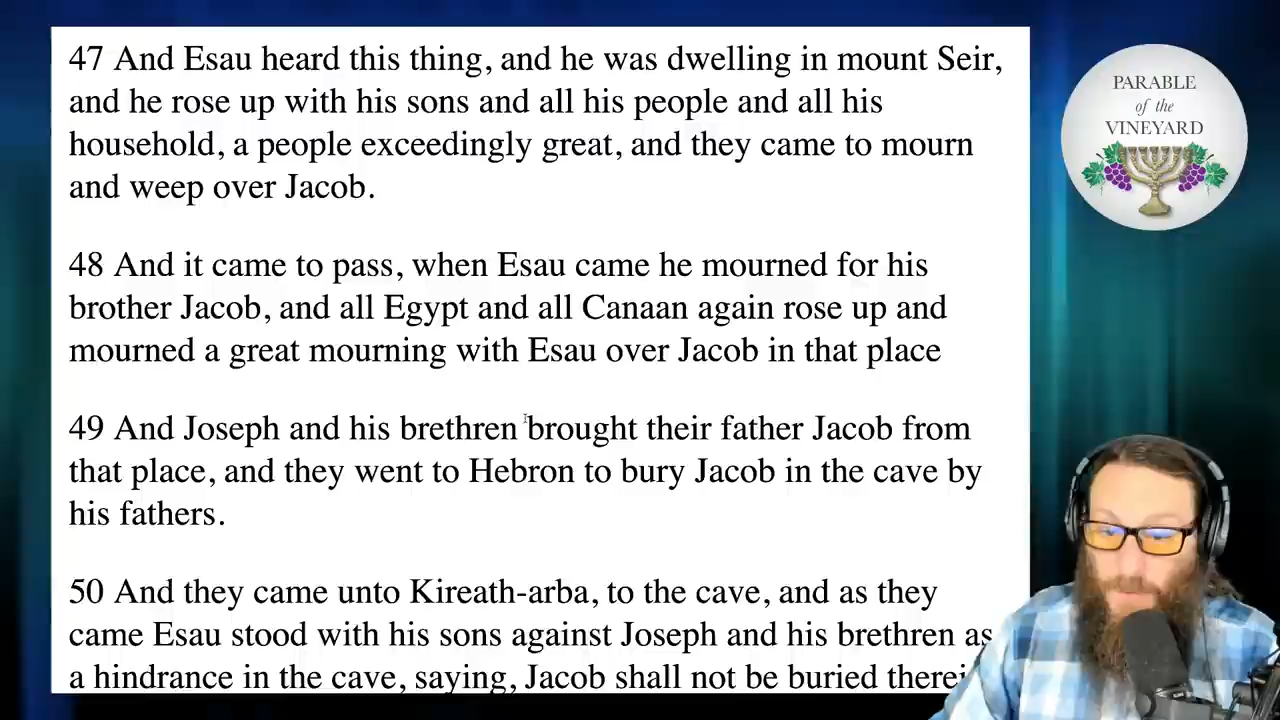 47 And Esau heard this thing, and he was dwelling in mount Seir,
and he rose up with his sons and all his people and all his
household, a people exceedingly great, and they came to mourn
and weep over Jacob.
48 And it came to pass, when Esau came he mourned for his
brother Jacob, and all Egypt and all Canaan again rose up and
mourned a great mourning with Esau over Jacob in that place
49 And Joseph and his brethren brought their father Jacob from
that place, and they went to Hebron to bury Jacob in the cave by
his fathers.
50 And they came unto Kireath-arba, to the cave, and as they
came Esau stood with his sons against Joseph and his brethren as
a hindrance in the cave, saying, Jacob shall not be buried
PARABLE
of the
VINEYARD